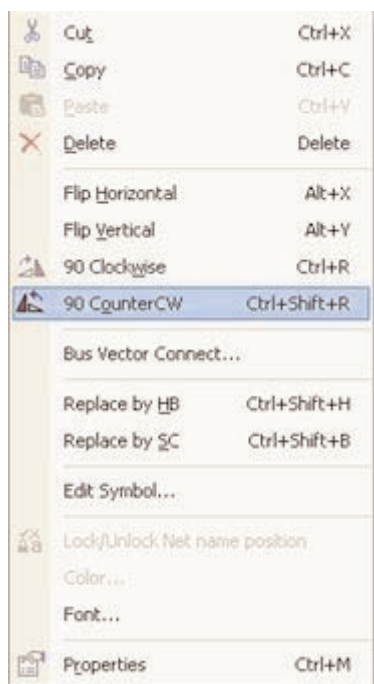 Cut Ctrl+X
Copy Ctrl+C
Paste Ctrl+V
Delete Delete
Flip Horizontal Alt+X
Flip Vertical Alt+Y
90 Clockwise Ctrl+R
90 CounterCW Ctrl+Shift+R
Bus Vector Connect...
Replace by HB Ctrl+Shift+H
Replace by SC Ctrl+Shift+B
Edit Symbol...
Lock/Unlock Net name position
Color...
Font...
Properties Ctrl+M